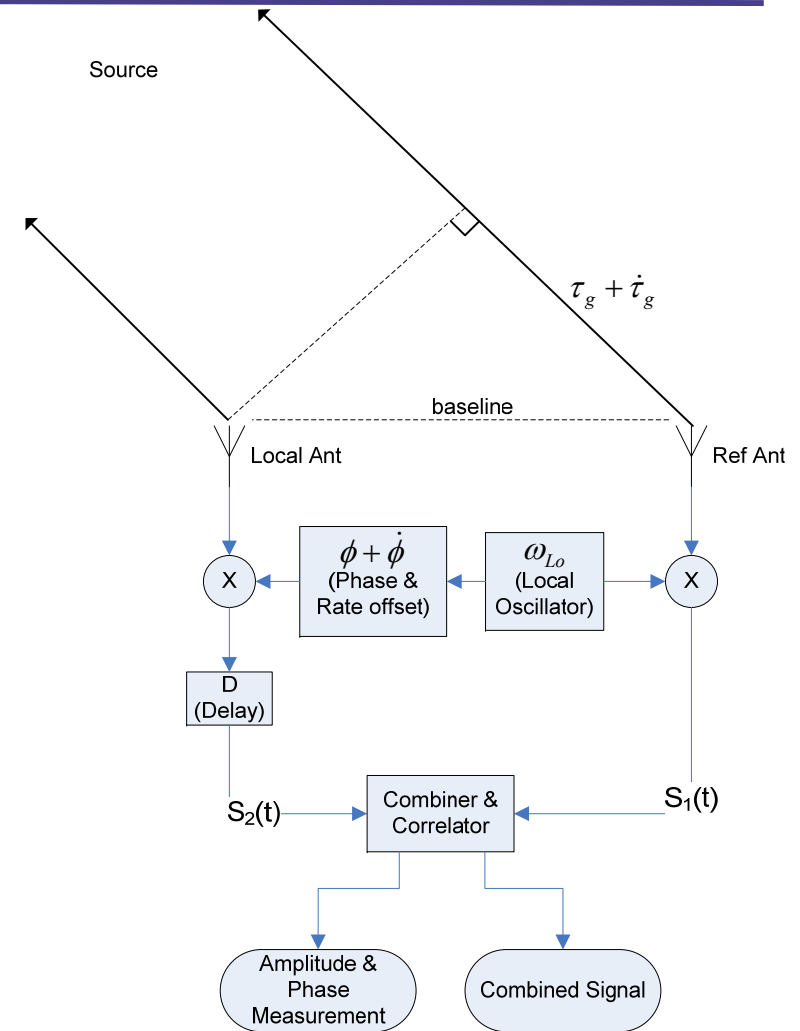 Source
τ_g + τ̇_g
baseline
Local Ant
Ref Ant
ϕ + ϕ̇
(Phase &
Rate offset)
ω_Lo
(Local
Oscillator)
X
X
D
(Delay)
S₂(t)
Combiner &
Correlator
S₁(t)
Amplitude &
Phase
Measurement
Combined Signal